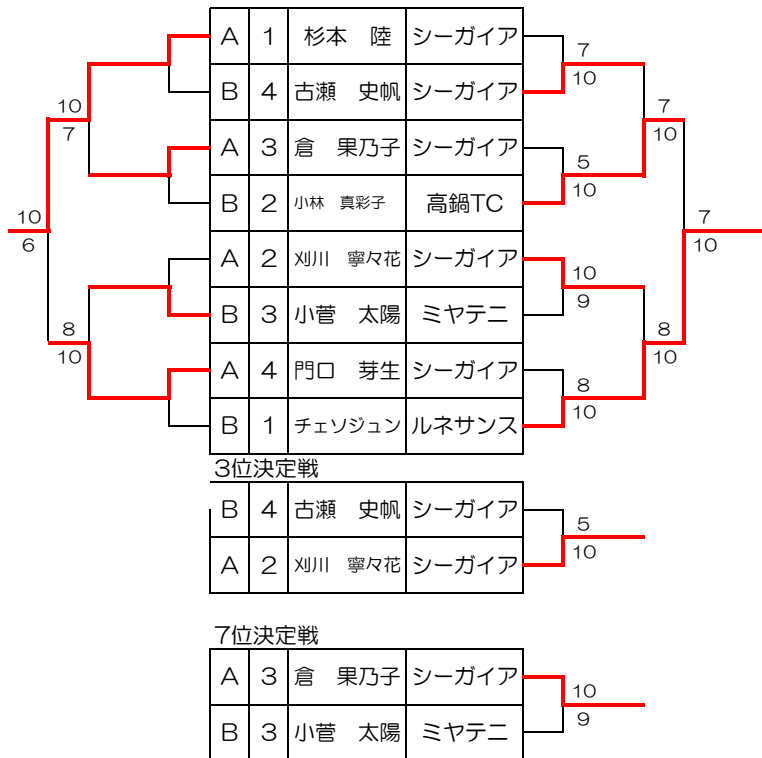 A 1 杉本　陸 シーガイア
7
B 4 古瀬　史帆 シーガイア
10
10
7
7
10
A 3 倉　果乃子 シーガイア
5
B 2 小林　真彩子 高鍋TC
10
10
6
7
10
A 2 刈川　寧々花 シーガイア
10
B 3 小菅　太陽 ミヤテニ
9
8
10
8
10
A 4 門口　芽生 シーガイア
8
B 1 チェソジュン ルネサンス
10
3位決定戦
B 4 古瀬　史帆 シーガイア
5
A 2 刈川　寧々花 シーガイア
10
7位決定戦
A 3 倉　果乃子 シーガイア
10
B 3 小菅　太陽 ミヤテニ
9